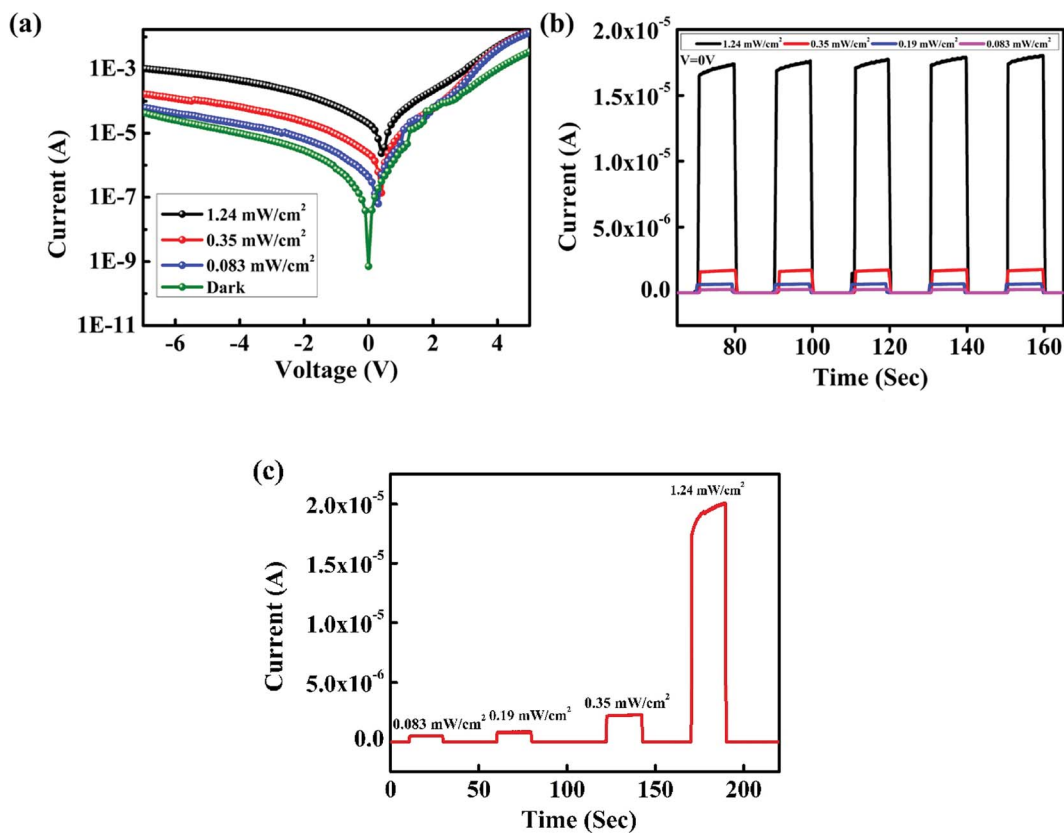 (a)
1E-3
1E-5
1E-7
1E-9
1E-11
Current (A)
1.24 mW/cm²
0.35 mW/cm²
0.083 mW/cm²
Dark
-6 -4 -2 0 2 4
Voltage (V)
(b)
2.0x10⁻⁵
1.5x10⁻⁵
1.0x10⁻⁵
5.0x10⁻⁶
0.0
Current (A)
1.24 mW/cm² 0.35 mW/cm² 0.19 mW/cm² 0.083 mW/cm²
V=0V
80 100 120 140 160
Time (Sec)
(c)
2.0x10⁻⁵
1.5x10⁻⁵
1.0x10⁻⁵
5.0x10⁻⁶
0.0
Current (A)
0.083 mW/cm²
0.19 mW/cm²
0.35 mW/cm²
1.24 mW/cm²
0 50 100 150 200
Time (Sec)